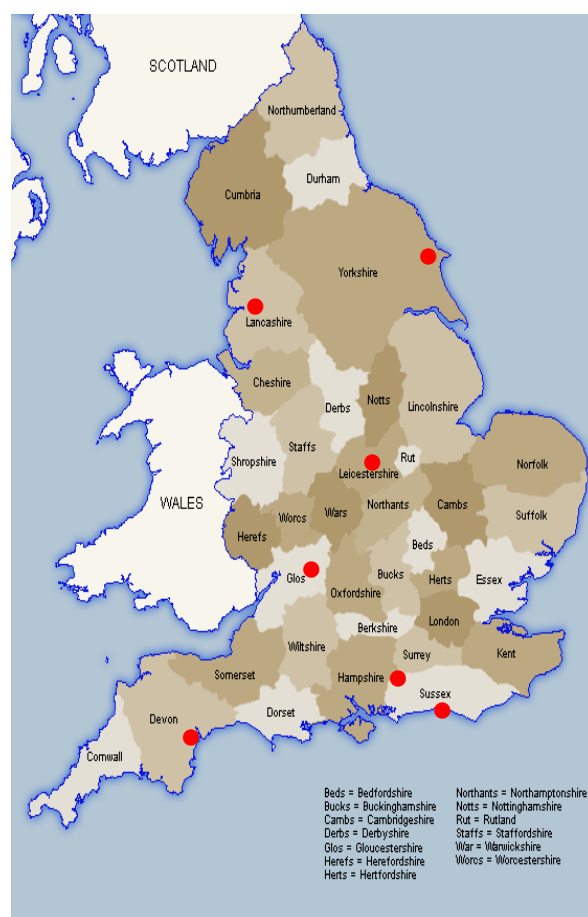 SCOTLAND
Northumberland
Durham
Cumbria
Yorkshire
Lancashire
Cheshire
Derbs
Notts
Lincolnshire
Shropshire
Staffs
Leicestershire
Rut
Norfolk
WALES
Herefs
Worcs
Wars
Northants
Cambs
Suffolk
Beds
Glos
Oxfordshire
Bucks
Herts
Essex
Berkshire
London
Wiltshire
Surrey
Kent
Somerset
Hampshire
Sussex
Devon
Dorset
Cornwall
Beds = Bedfordshire
Bucks = Buckinghamshire
Cambs = Cambridgeshire
Derbs = Derbyshire
Glos = Gloucestershire
Herefs = Herefordshire
Herts = Hertfordshire
Northants = Northamptonshire
Notts = Nottinghamshire
Rut = Rutland
Staffs = Staffordshire
War = Warwickshire
Worcs = Worcestershire